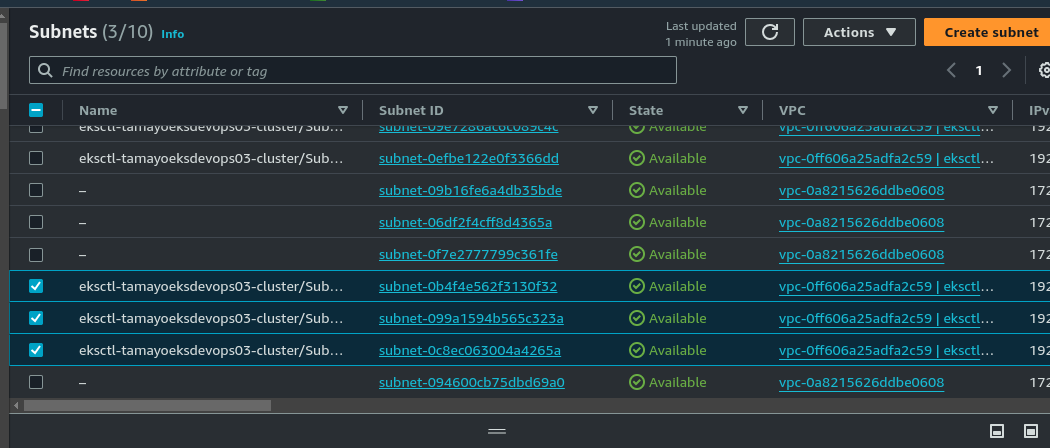 Subnets (3/10) Info
Last updated
1 minute ago
Actions
Create subnet
Find resources by attribute or tag
1
Name Subnet ID State VPC IPv
eksctl-tamayoeksdevops03-cluster/Sub... subnet-09e7286ac6c089c4c Available vpc-0ff606a25adfa2c59 | eksctl... 192
eksctl-tamayoeksdevops03-cluster/Sub... subnet-0efbe122e0f3366dd Available vpc-0ff606a25adfa2c59 | eksctl... 192
– subnet-09b16fe6a4db35bde Available vpc-0a8215626ddbe0608 172
– subnet-06df2f4cff8d4365a Available vpc-0a8215626ddbe0608 172
– subnet-0f7e2777799c361fe Available vpc-0a8215626ddbe0608 172
eksctl-tamayoeksdevops03-cluster/Sub... subnet-0b4f4e562f3130f32 Available vpc-0ff606a25adfa2c59 | eksctl... 192
eksctl-tamayoeksdevops03-cluster/Sub... subnet-099a1594b565c323a Available vpc-0ff606a25adfa2c59 | eksctl... 192
eksctl-tamayoeksdevops03-cluster/Sub... subnet-0c8ec063004a4265a Available vpc-0ff606a25adfa2c59 | eksctl... 192
– subnet-094600cb75dbd69a0 Available vpc-0a8215626ddbe0608 172